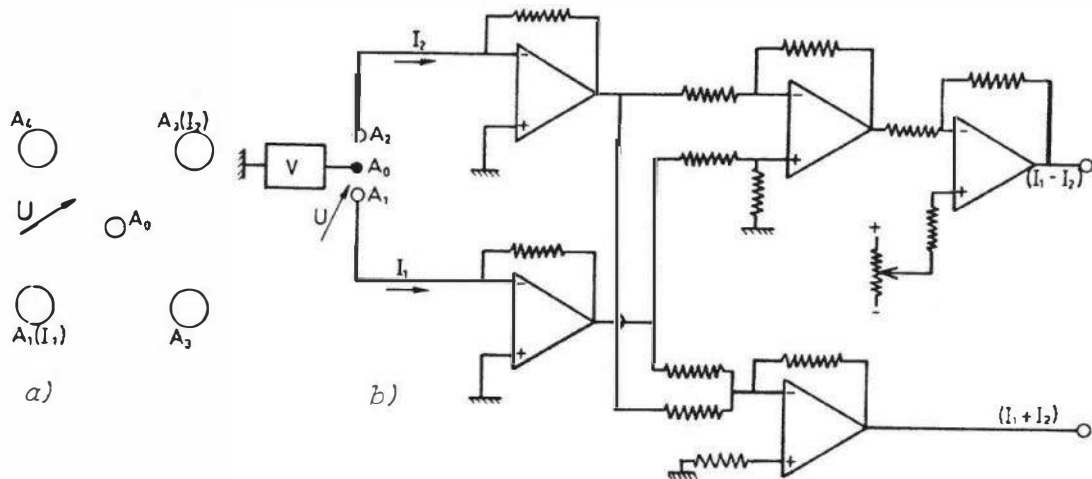 A₄
A₂(I₂)
U
A₀
A₁(I₁)
A₃
a)
I₂
A₂
V
A₀
A₁
U
I₁
b)
-
+
-
+
-
+
-
+
(I₁ - I₂)
+
-
-
+
(I₁ + I₂)